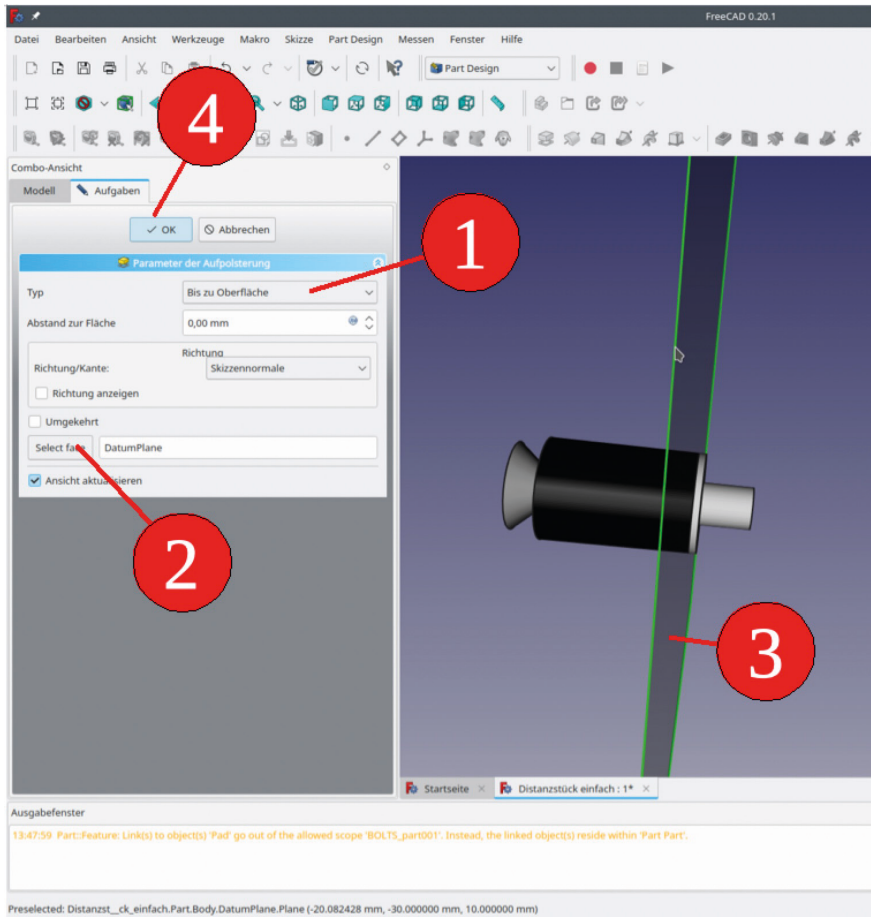 FreeCAD 0.20.1
Datei Bearbeiten Ansicht Werkzeuge Makro Skizze Part Design Messen Fenster Hilfe
Part Design
4
Combo-Ansicht
Modell Aufgaben
OK Abbrechen
1
Parameter der Aufpolsterung
Typ Bis zu Oberfläche
Abstand zur Fläche 0,00 mm
Richtung
Richtung/Kante: Skizzennormale
Richtung anzeigen
Umgekehrt
Select face DatumPlane
Ansicht aktualisieren
2
3
Startseite Distanzstück einfach : 1*
Ausgabefenster
13:47:59 Part::Feature: Link(s) to object(s) 'Pad' go out of the allowed scope 'BOLTS_part001'. Instead, the linked object(s) reside within 'Part Part'.
Preselected: Distanzst__ck_einfach.Part.Body.DatumPlane.Plane (-20.082428 mm, -30.000000 mm, 10.000000 mm)